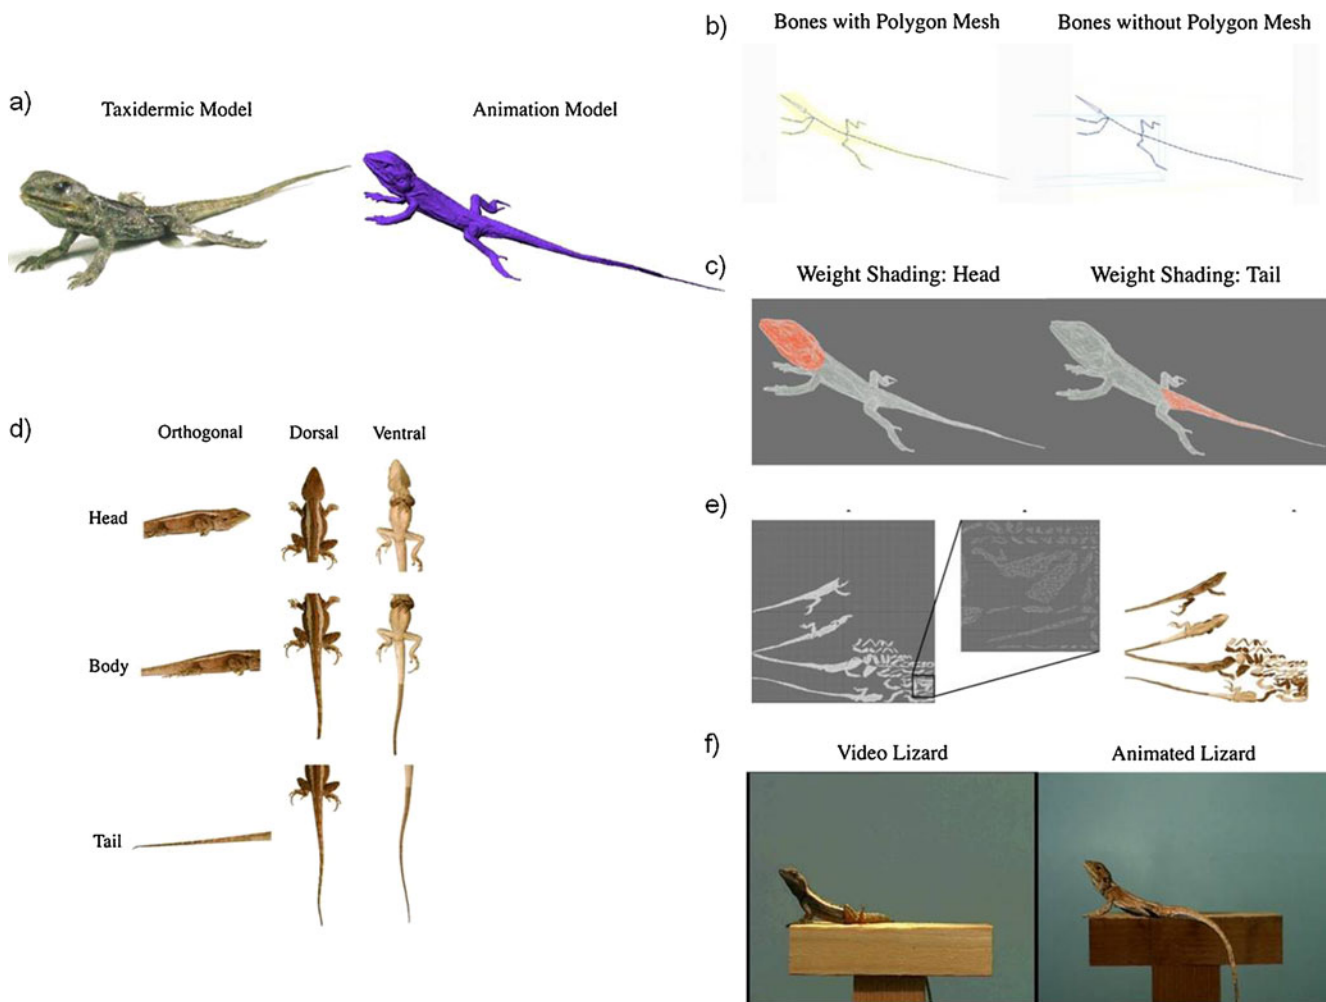 a)
Taxidermic Model
Animation Model
b)
Bones with Polygon Mesh
Bones without Polygon Mesh
c)
Weight Shading: Head
Weight Shading: Tail
d)
Orthogonal
Dorsal
Ventral
Head
Body
Tail
e)
f)
Video Lizard
Animated Lizard